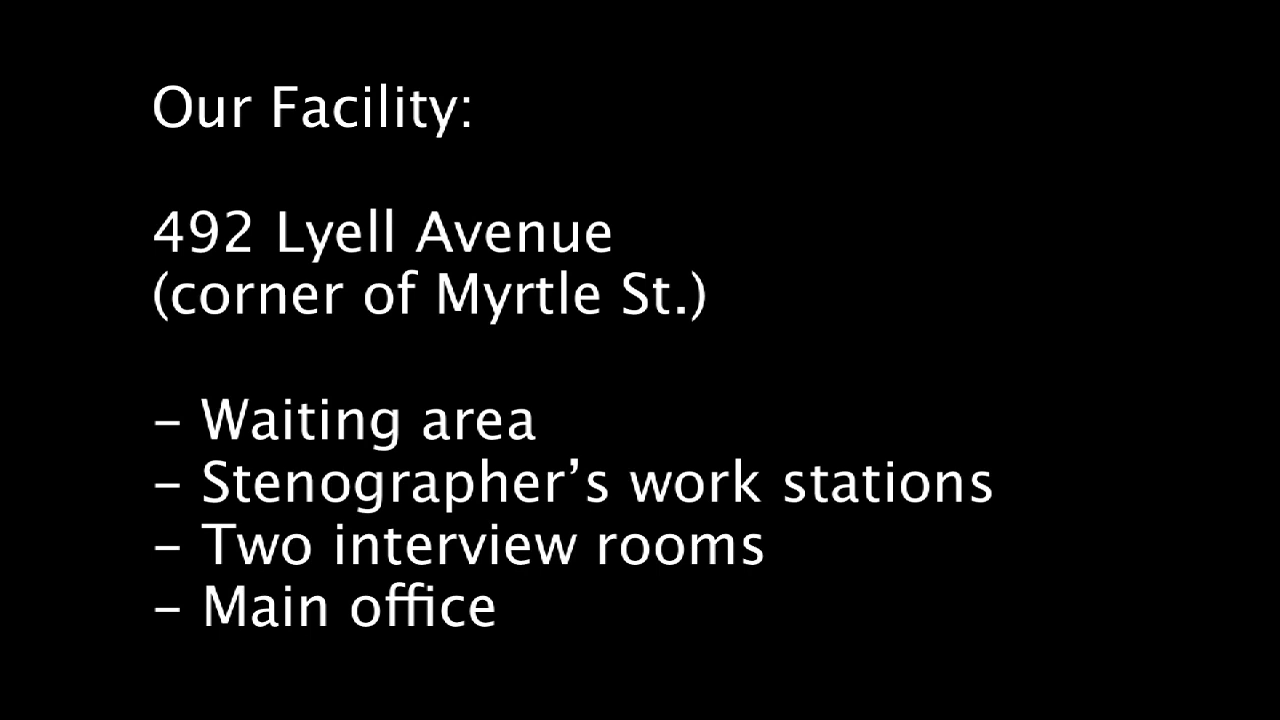 Our Facility:
492 Lyell Avenue
(corner of Myrtle St.)
– Waiting area
– Stenographer’s work stations
– Two interview rooms
– Main office